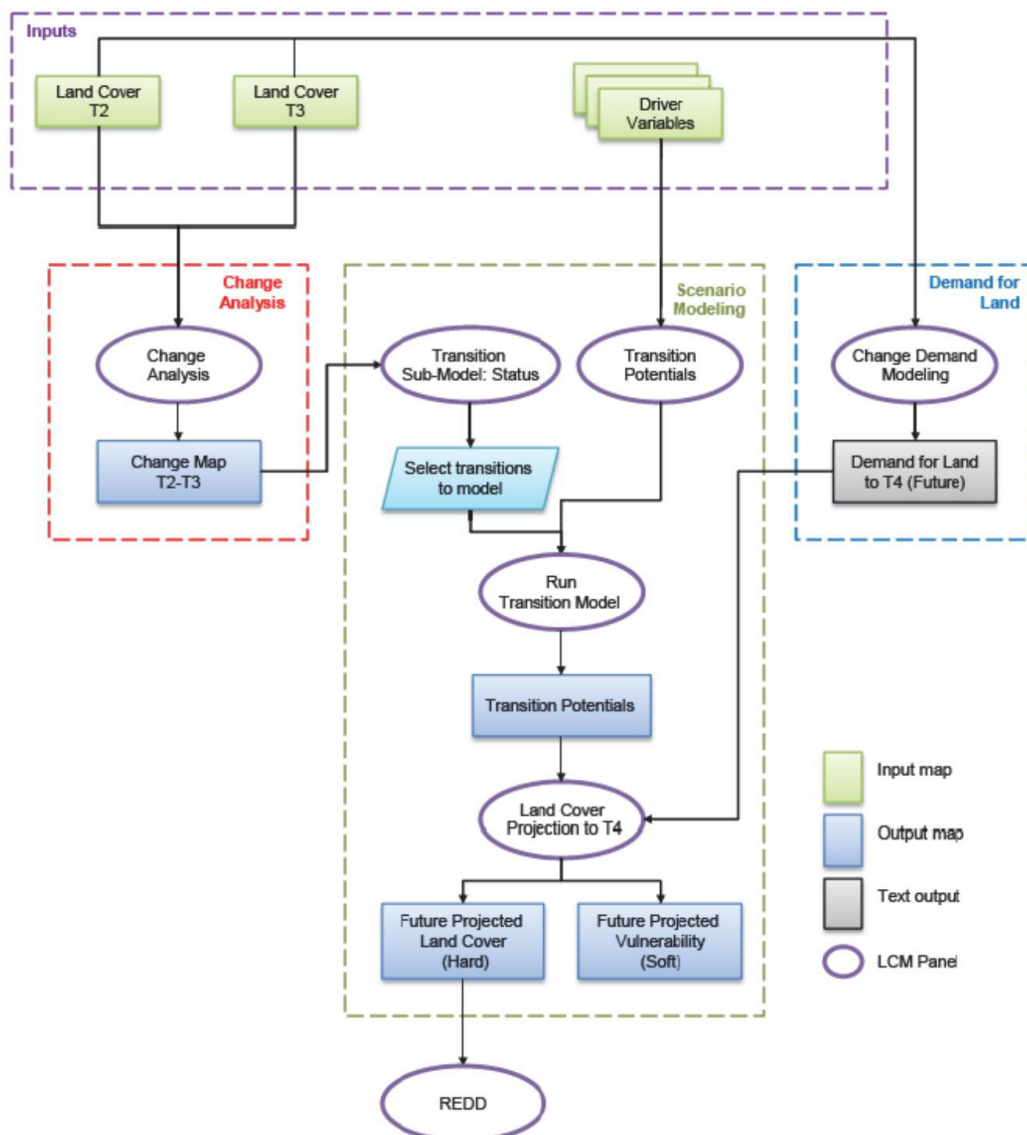 Inputs
Land Cover
T2
Land Cover
T3
Driver
Variables
Change
Analysis
Scenario
Modeling
Demand for
Land
Change
Analysis
Transition
Sub-Model: Status
Transition
Potentials
Change Demand
Modeling
Change Map
T2-T3
Select transitions
to model
Demand for Land
to T4 (Future)
Run
Transition Model
Transition Potentials
Land Cover
Projection to T4
Future Projected
Land Cover
(Hard)
Future Projected
Vulnerability
(Soft)
REDD
Input map
Output map
Text output
LCM Panel